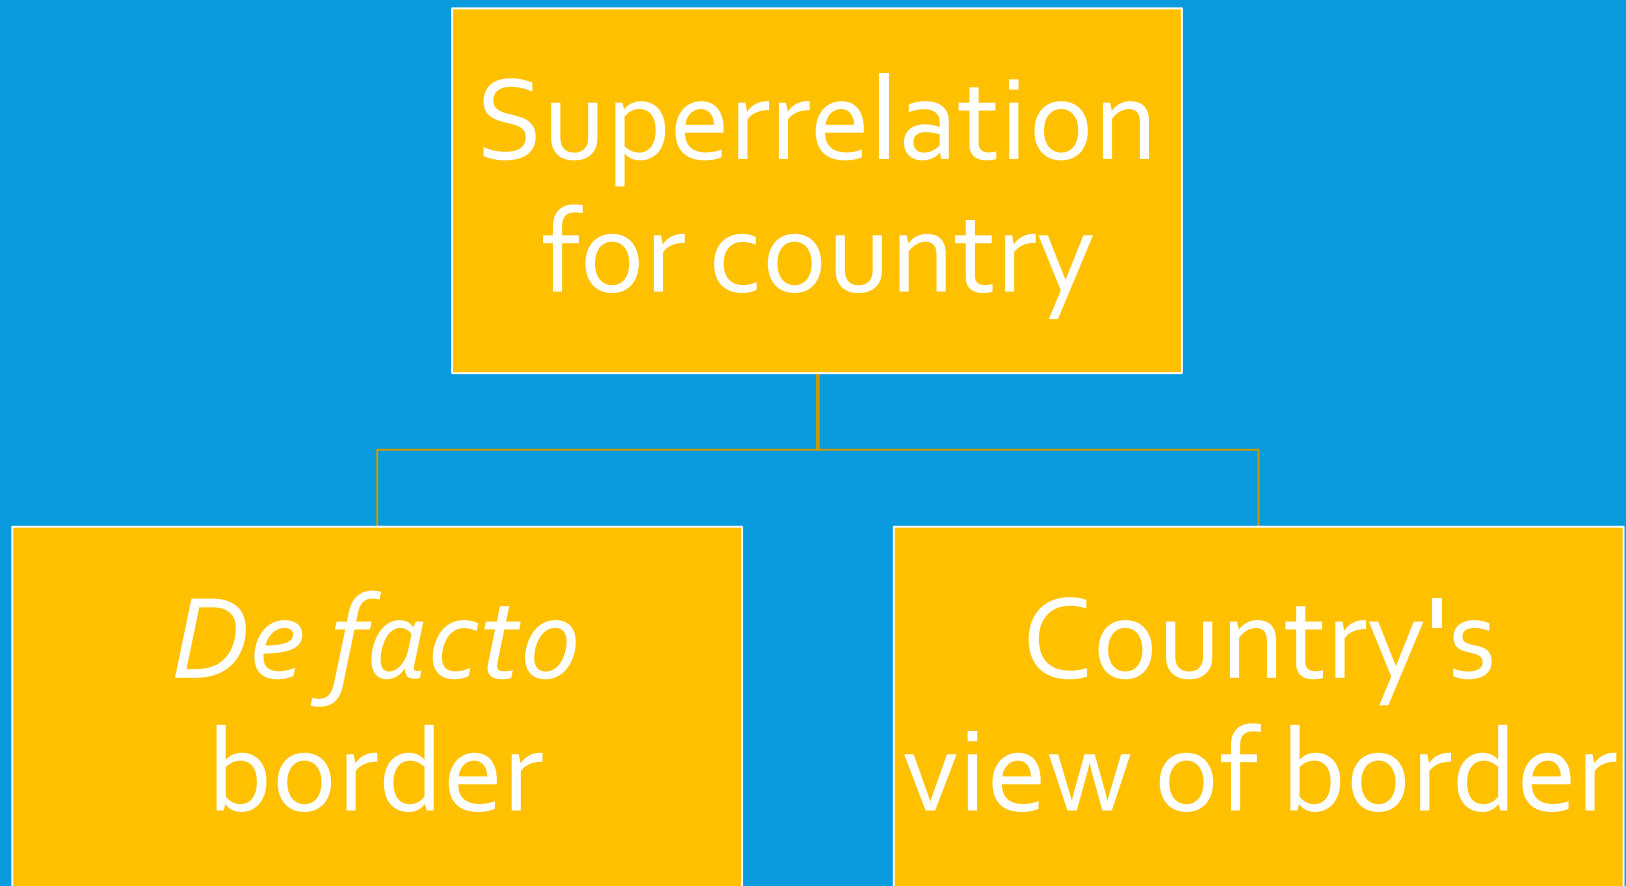 Superrelation
for country
De facto
border
Country's
view of border